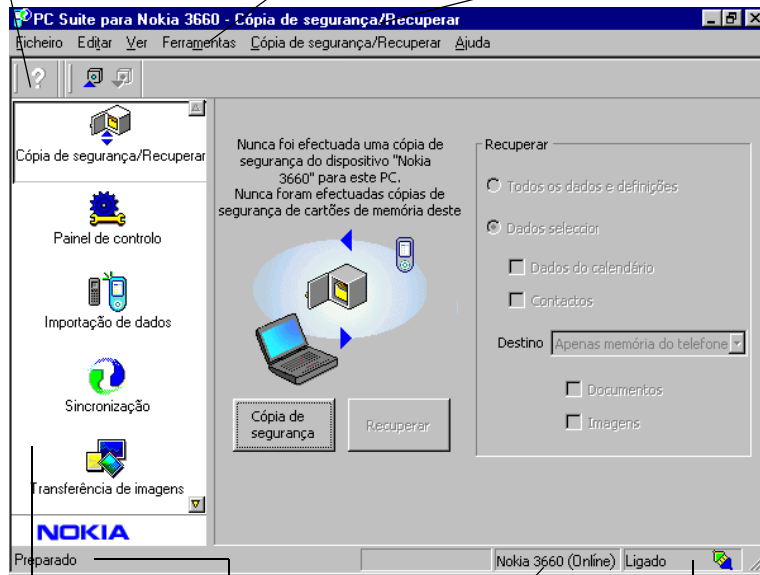 PC Suite para Nokia 3660 - Cópia de segurança/Recuperar
Ficheiro Editar Ver Ferramentas Cópia de segurança/Recuperar Ajuda
Cópia de segurança/Recuperar
Painel de controlo
Importação de dados
Sincronização
Transferência de imagens
NOKIA
Nunca foi efectuada uma cópia de
segurança do dispositivo "Nokia
3660" para este PC.
Nunca foram efectuadas cópias de
segurança de cartões de memória deste
Cópia de
segurança
Recuperar
Recuperar
Todos os dados e definições
Dados seleccior
Dados do calendário
Contactos
Destino Apenas memória do telefone
Documentos
Imagens
Preparado
Nokia 3660 (Online) Ligado